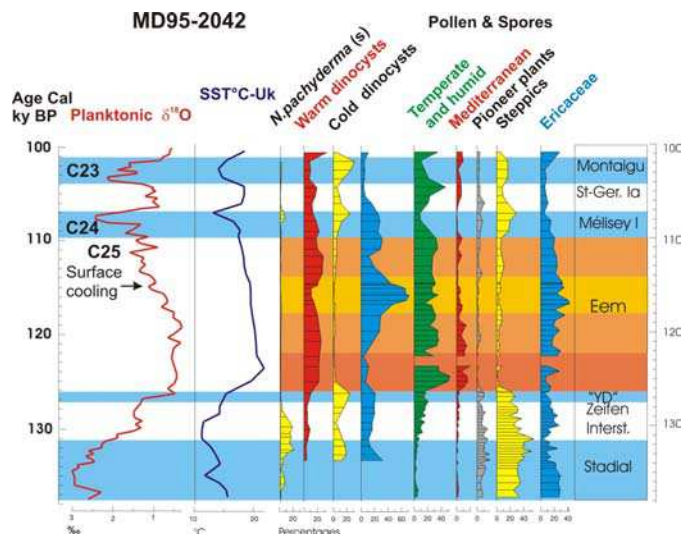 MD95-2042
Pollen & Spores
Age Cal
ky BP
Planktonic δ18O
SST°C-Uk
N.pachyderma (s)
Warm dinocysts
Cold dinocysts
Temperate
and humid
Mediterranean
Pioneer plants
Steppics
Ericaceae
100
C23
Montaigu
100
St-Ger. Ia
C24
Mélisey I
110
110
C25
Surface
cooling
Eem
120
120
"YD"
Zeifen
Interst.
130
130
Stadial
3 2 1
‰
10 20
°C
0 20
0 20
0 20
0 20 40 60
0 20 40
0
0
0 20 40
0 20 40
Percentages